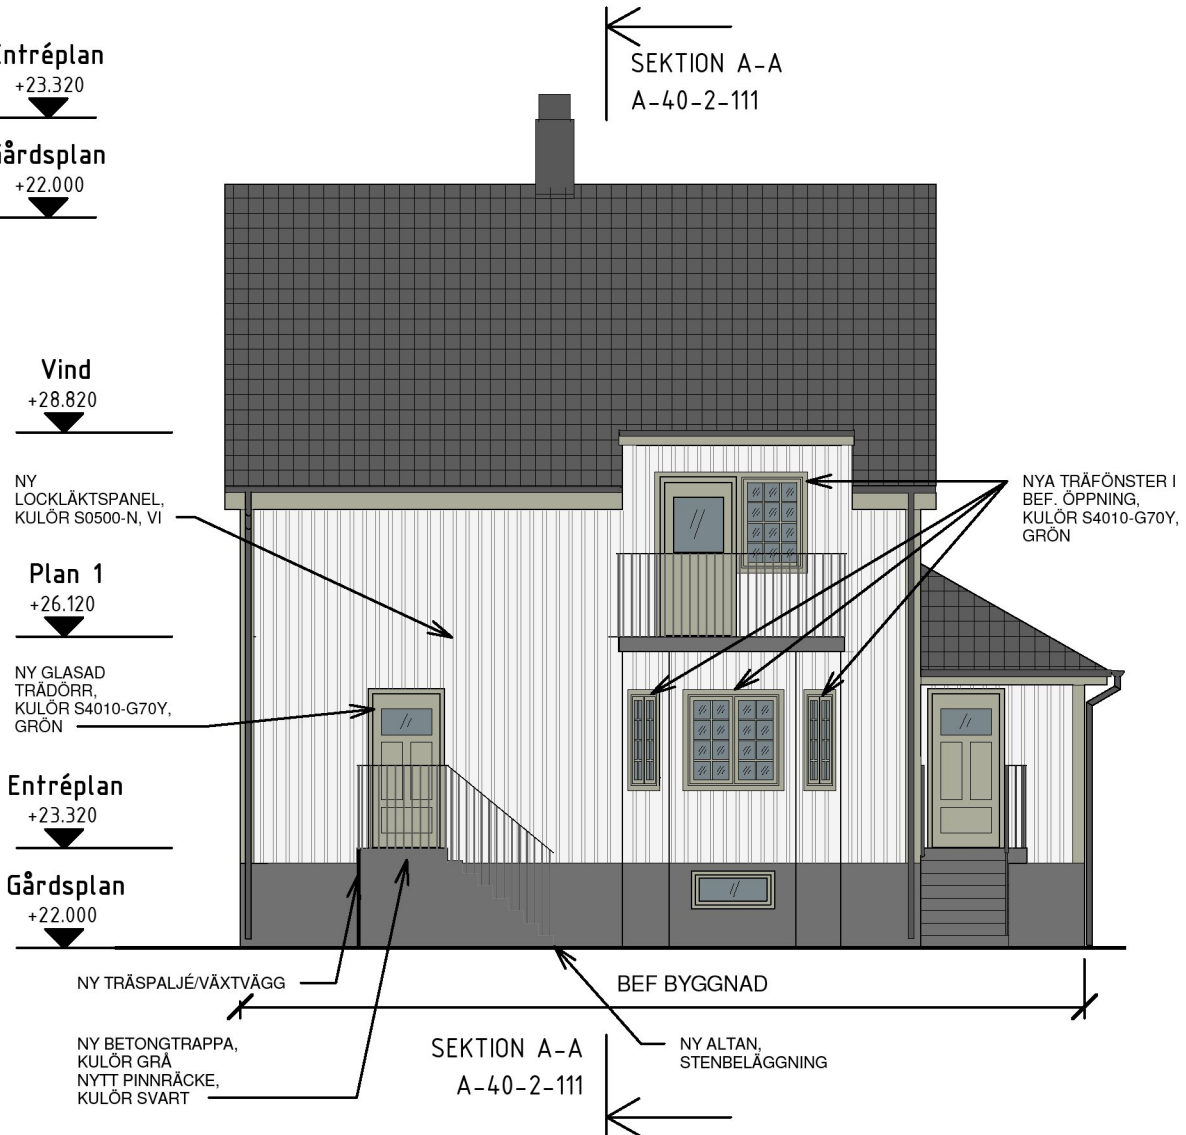 ntréplan
+23.320
årdsplan
+22.000
SEKTION A-A
A-40-2-111
Vind
+28.820
NY
LOCKLÄKTSPANEL,
KULÖR S0500-N, VI
NYA TRÄFÖNSTER I
BEF. ÖPPNING,
KULÖR S4010-G70Y,
GRÖN
Plan 1
+26.120
NY GLASAD
TRÄDÖRR,
KULÖR S4010-G70Y,
GRÖN
Entréplan
+23.320
Gårdsplan
+22.000
NY TRÄSPALJÉ/VÄXTVÄGG
BEF BYGGNAD
NY BETONGTRAPPA,
KULÖR GRÅ
NYTT PINNRÄCKE,
KULÖR SVART
SEKTION A-A
A-40-2-111
NY ALTAN,
STENBELÄGGNING